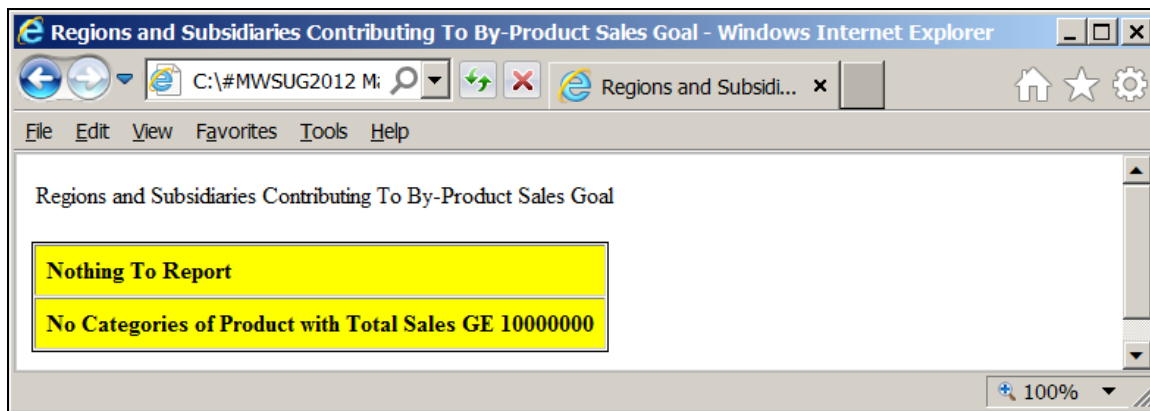 Regions and Subsidiaries Contributing To By-Product Sales Goal - Windows Internet Explorer
C:\#MWSUG2012 M
Regions and Subsidi...
File Edit View Favorites Tools Help
Regions and Subsidiaries Contributing To By-Product Sales Goal
Nothing To Report
No Categories of Product with Total Sales GE 10000000
100%